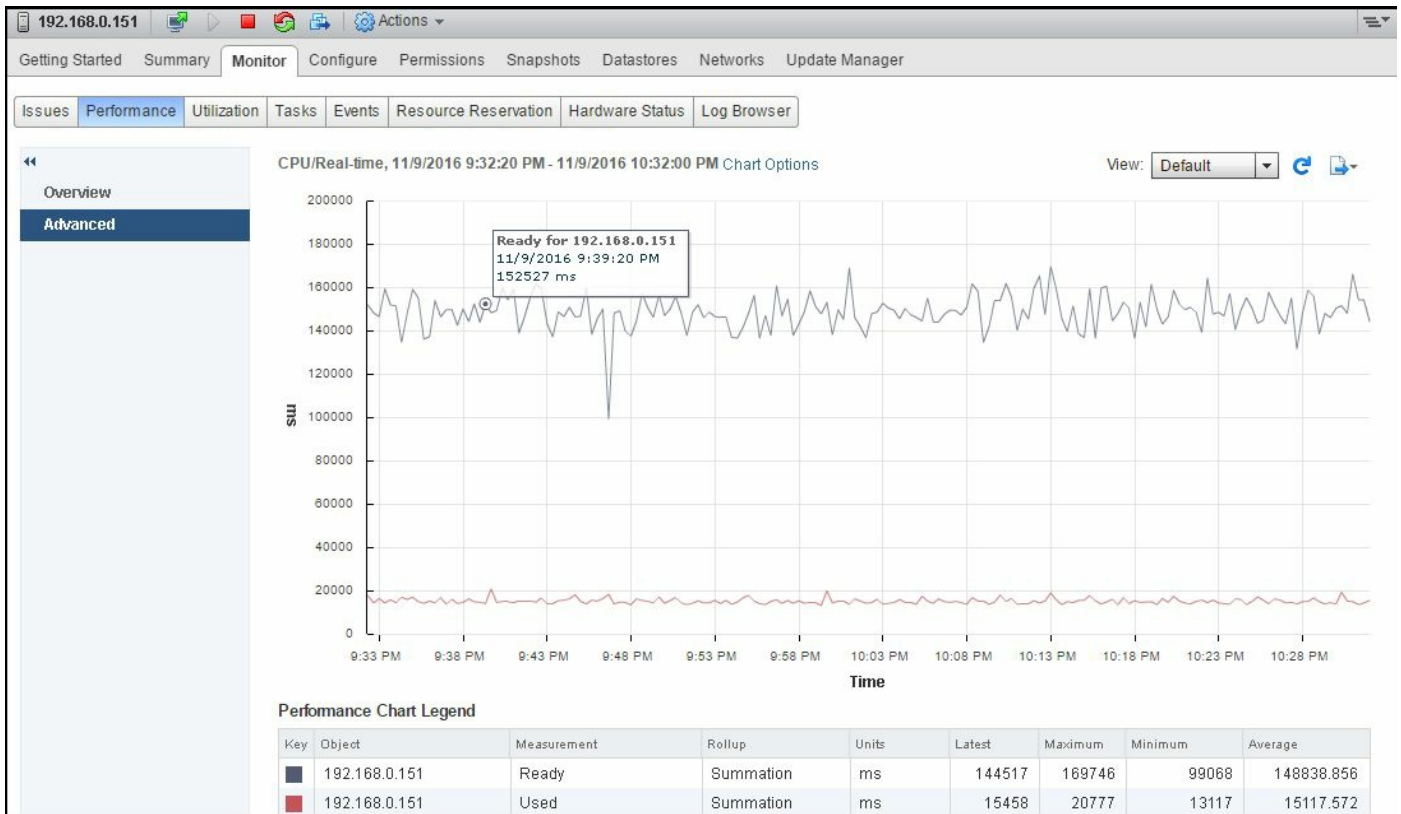 192.168.0.151 Actions
Getting Started Summary Monitor Configure Permissions Snapshots Datastores Networks Update Manager
Issues Performance Utilization Tasks Events Resource Reservation Hardware Status Log Browser
Overview
Advanced
CPU/Real-time, 11/9/2016 9:32:20 PM - 11/9/2016 10:32:00 PM Chart Options
View: Default
200000
180000
160000
140000
120000
100000
80000
60000
40000
20000
0
ms
Ready for 192.168.0.151
11/9/2016 9:39:20 PM
152527 ms
9:33 PM 9:38 PM 9:43 PM 9:48 PM 9:53 PM 9:58 PM 10:03 PM 10:08 PM 10:13 PM 10:18 PM 10:23 PM 10:28 PM
Time
Performance Chart Legend
Key Object Measurement Rollup Units Latest Maximum Minimum Average
192.168.0.151 Ready Summation ms 144517 169746 99068 148838.856
192.168.0.151 Used Summation ms 15458 20777 13117 15117.572